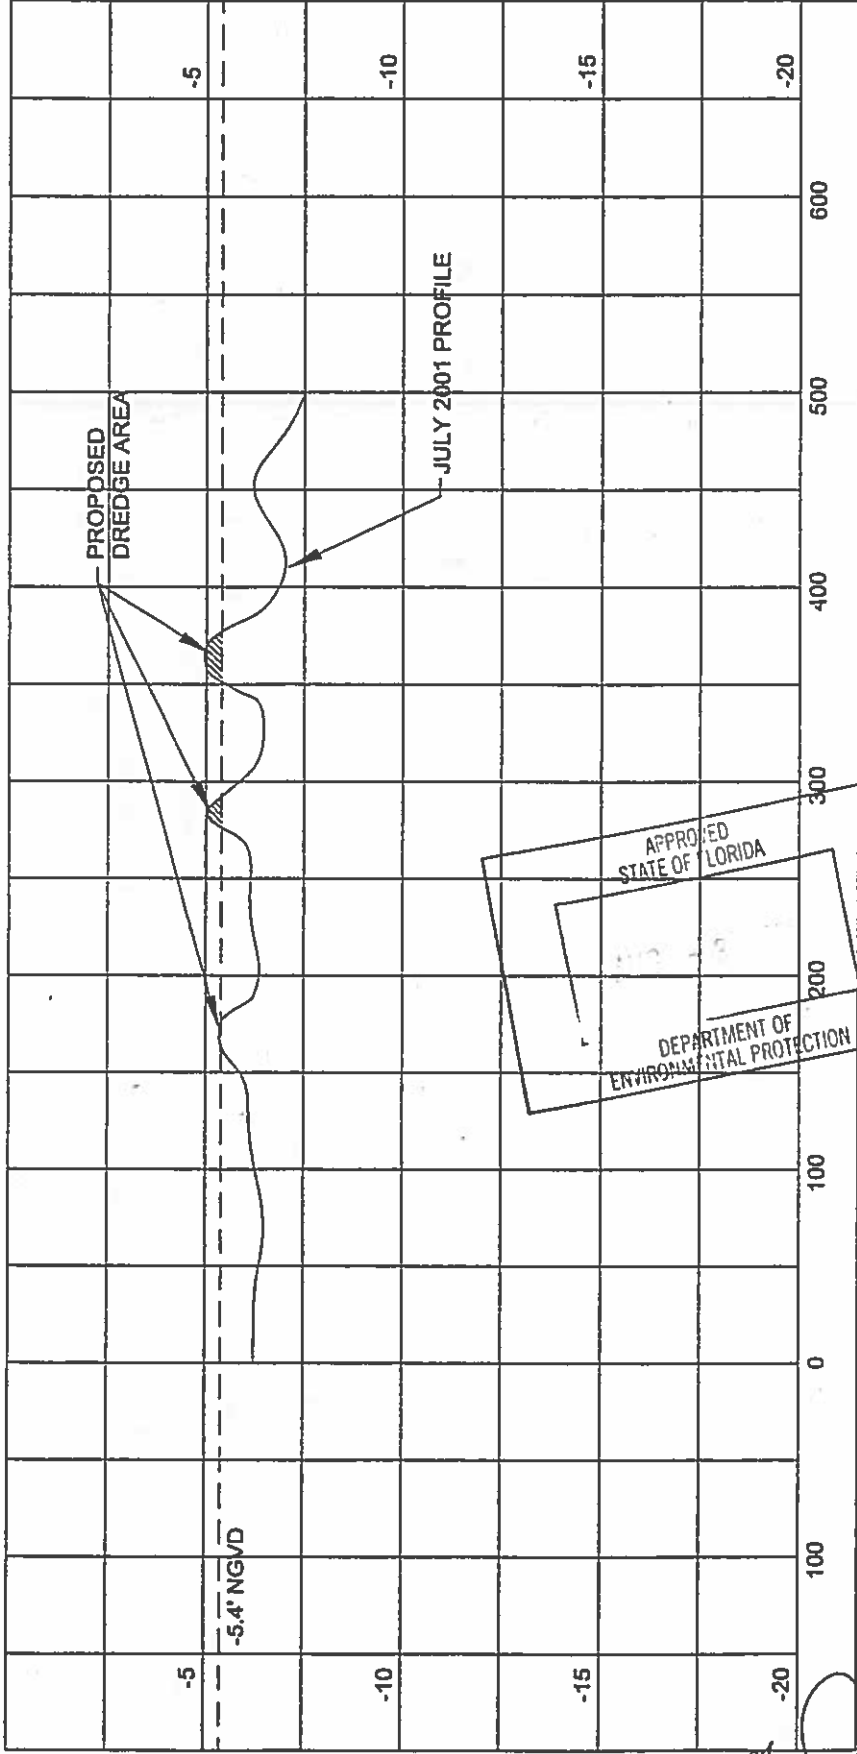 PROPOSED
DREDGE AREA
-5
-10
-15
-20
JULY 2001 PROFILE
-5.4' NGVD
-5
-10
-15
-20
100
0
100
200
300
400
500
600
APPROVED
STATE OF FLORIDA
DEPARTMENT OF
ENVIRONMENTAL PROTECTION